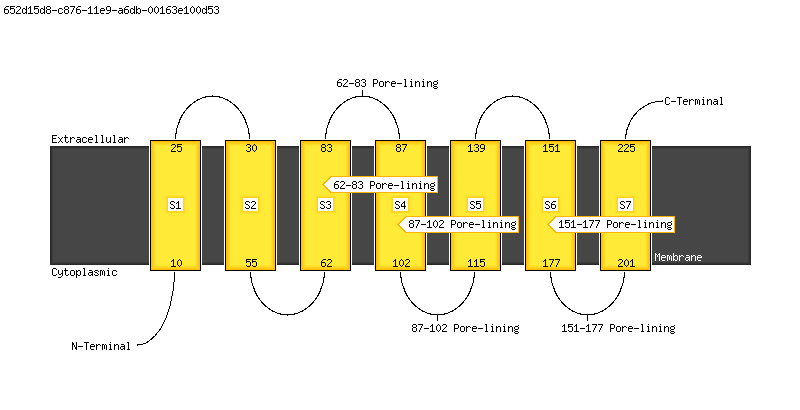 652d15d8-c876-11e9-a6db-00163e100d53
62-83 Pore-lining
C-Terminal
Extracellular
25 30 83 87 139 151 225
62-83 Pore-lining
S1 S2 S3 S4 S5 S6 S7
87-102 Pore-lining 151-177 Pore-lining
Membrane
10 55 62 102 115 177 201
Cytoplasmic
87-102 Pore-lining 151-177 Pore-lining
N-Terminal